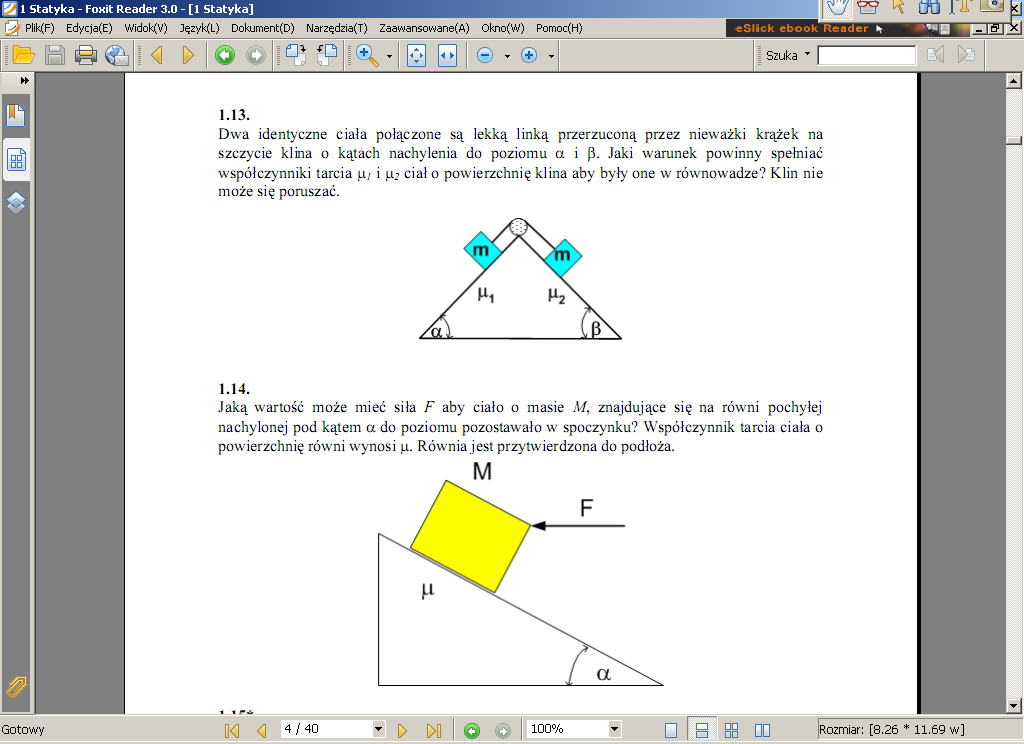 1 Statyka - Foxit Reader 3.0 - [1 Statyka]
Plik(F) Edycja(E) Widok(V) Język(L) Dokument(D) Narzędzia(T) Zaawansowane(A) Okno(W) Pomoc(H)
eSlick ebook Reader
Szuka
1.13.
Dwa identyczne ciała połączone są lekką linką przerzuconą przez nieważki krążek na
szczycie klina o kątach nachylenia do poziomu α i β. Jaki warunek powinny spełniać
współczynniki tarcia μ1 i μ2 ciał o powierzchnię klina aby były one w równowadze? Klin nie
może się poruszać.
m m
μ1 μ2
α β
1.14.
Jaką wartość może mieć siła F aby ciało o masie M, znajdujące się na równi pochyłej
nachylonej pod kątem α do poziomu pozostawało w spoczynku? Współczynnik tarcia ciała o
powierzchnię równi wynosi μ. Równia jest przytwierdzona do podłoża.
M
F
μ
α
1.15*
Gotowy 4 / 40 100% Rozmiar: [8.26 * 11.69 w]